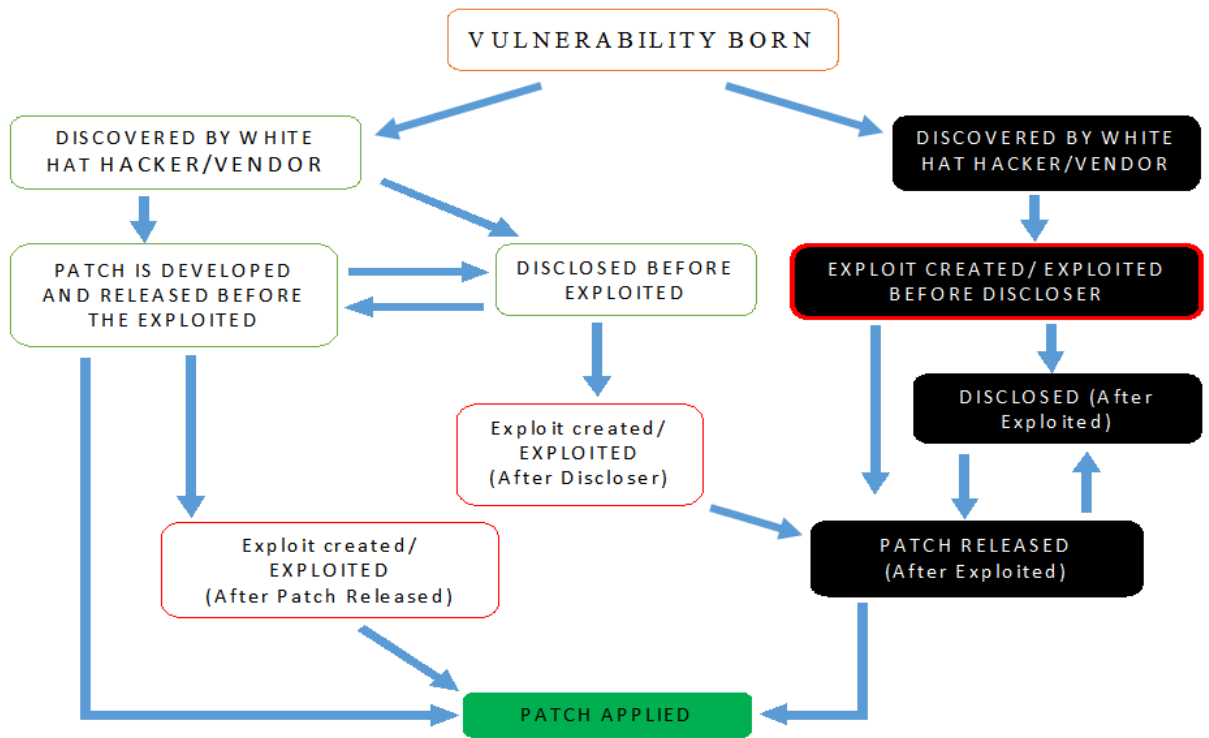 VULNERABILITY BORN
DISCOVERED BY WHITE
HAT HACKER/VENDOR
DISCOVERED BY WHITE
HAT HACKER/VENDOR
PATCH IS DEVELOPED
AND RELEASED BEFORE
THE EXPLOITED
DISCLOSED BEFORE
EXPLOITED
EXPLOIT CREATED/ EXPLOITED
BEFORE DISCLOSER
DISCLOSED (After
Exploited)
Exploit created/
EXPLOITED
(After Discloser)
PATCH RELEASED
(After Exploited)
Exploit created/
EXPLOITED
(After Patch Released)
PATCH APPLIED